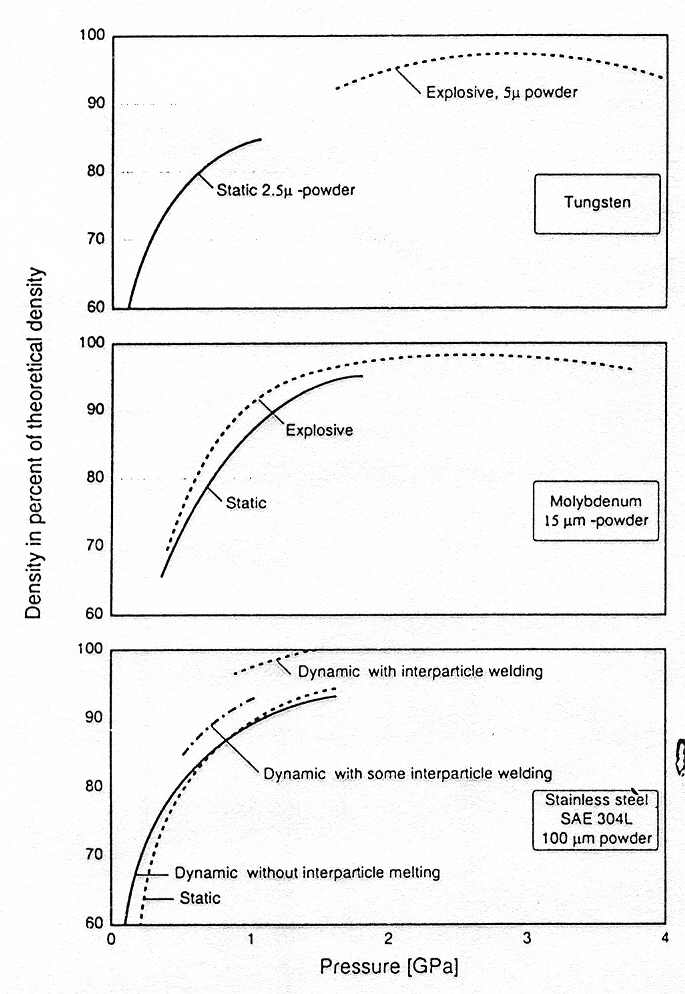 Density in percent of theoretical density
100
90
80
70
60
Explosive, 5µ powder
Static 2.5µ -powder
Tungsten
100
90
80
70
60
Explosive
Static
Molybdenum
15 µm -powder
100
90
80
70
60
Dynamic with interparticle welding
Dynamic with some interparticle welding
Stainless steel
SAE 304L
100 µm powder
Dynamic without interparticle melting
Static
0 1 2 3 4
Pressure [GPa]